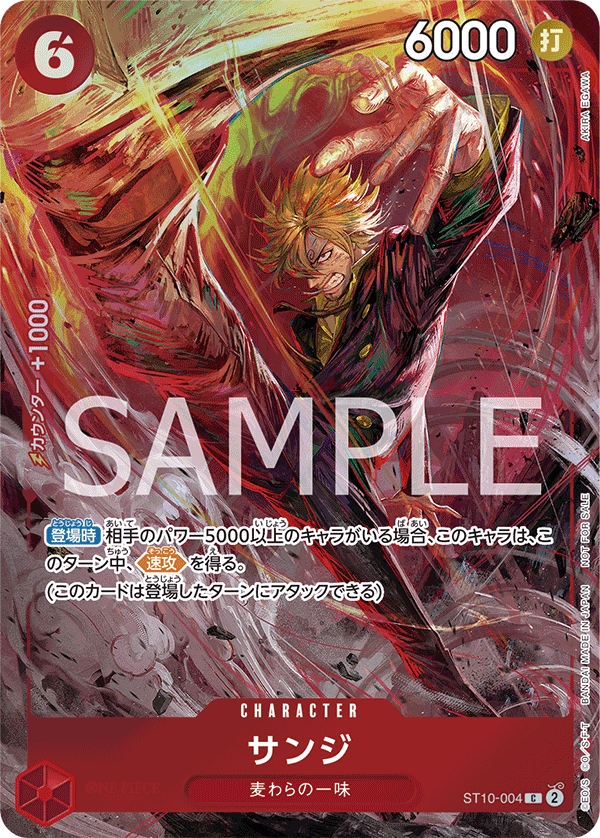 6
6000
打
AKIRA EGAWA
カウンター +1000
SAMPLE
登場時 相手のパワー5000以上のキャラがいる場合、このキャラは、こ
のターン中、速攻を得る。
(このカードは登場したターンにアタックできる)
NOT FOR SALE
BANDAI MADE IN JAPAN
©EO/S ©O/SF・T
CHARACTER
サンジ
麦わらの一味
ONE PIECE
ST10-004 C 2